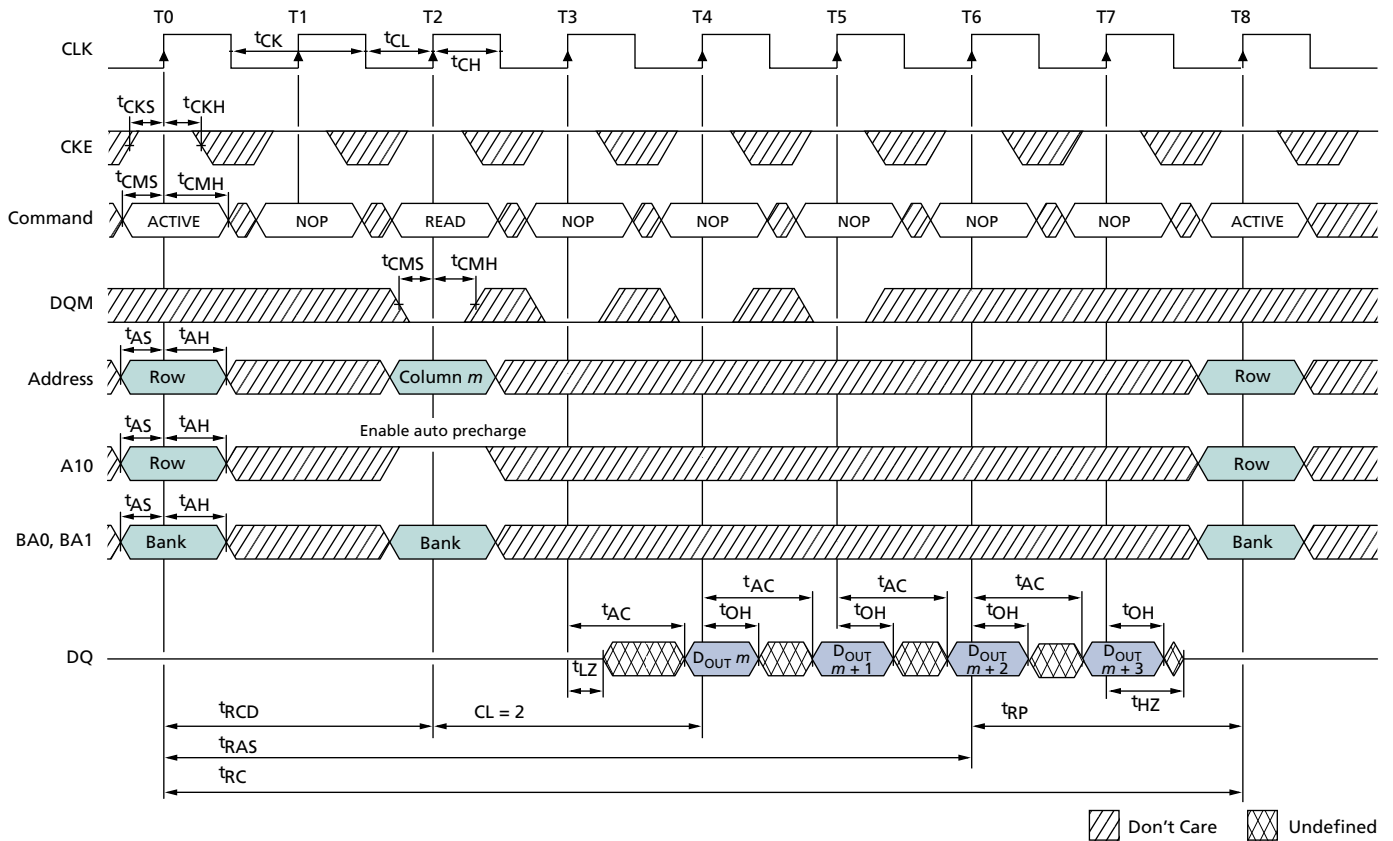 T0 T1 T2 T3 T4 T5 T6 T7 T8
CLK
tCK tCL tCH
tCKS tCKH
CKE
tCMS tCMH
Command ACTIVE NOP READ NOP NOP NOP NOP NOP ACTIVE
tCMS tCMH
DQM
tAS tAH
Address Row Column m Row
tAS tAH
Enable auto precharge
A10 Row Row
tAS tAH
BA0, BA1 Bank Bank Bank
tAC tAC tAC
tAC tOH tOH tOH tOH
DQ DOUT m DOUT m + 1 DOUT m + 2 DOUT m + 3
tLZ tHZ
tRCD CL = 2 tRP
tRAS
tRC
Don't Care Undefined